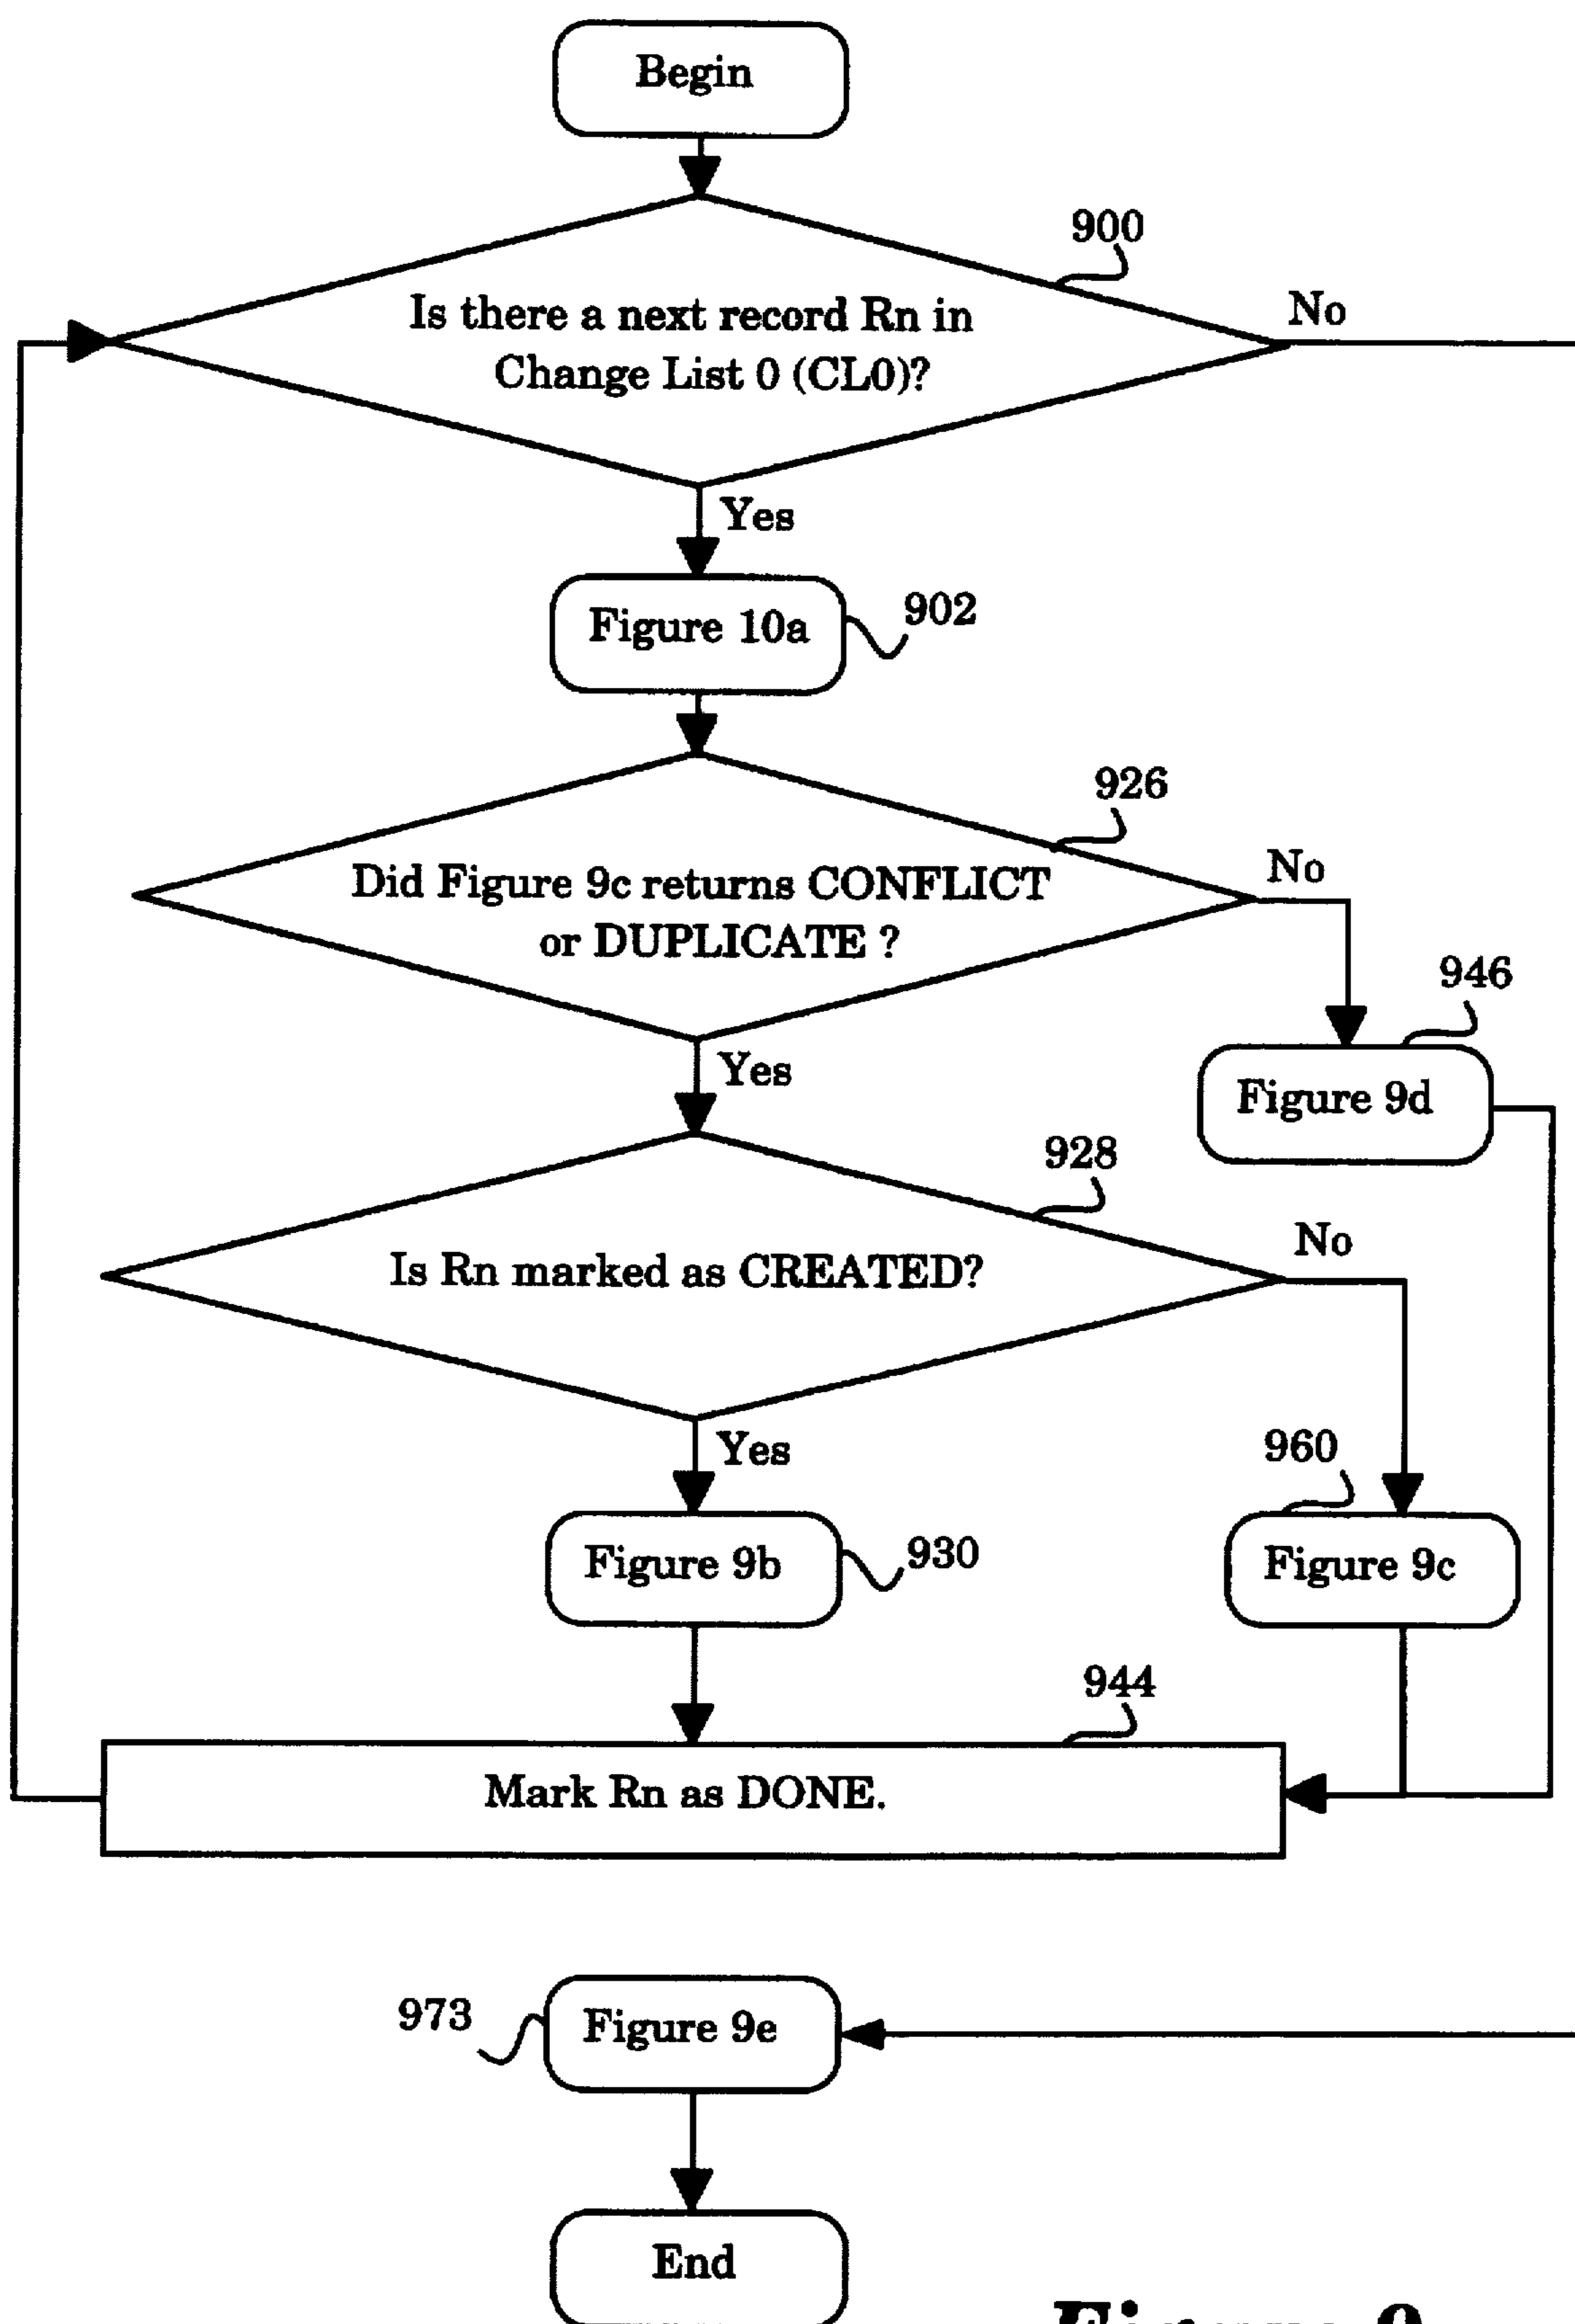 Begin
900
Is there a next record Rn in
Change List 0 (CL0)?
No
Yes
Figure 10a
902
926
Did Figure 9c returns CONFLICT
or DUPLICATE ?
No
946
Yes
Figure 9d
928
Is Rn marked as CREATED?
No
Yes
960
Figure 9b
930
Figure 9c
944
Mark Rn as DONE.
973
Figure 9e
End